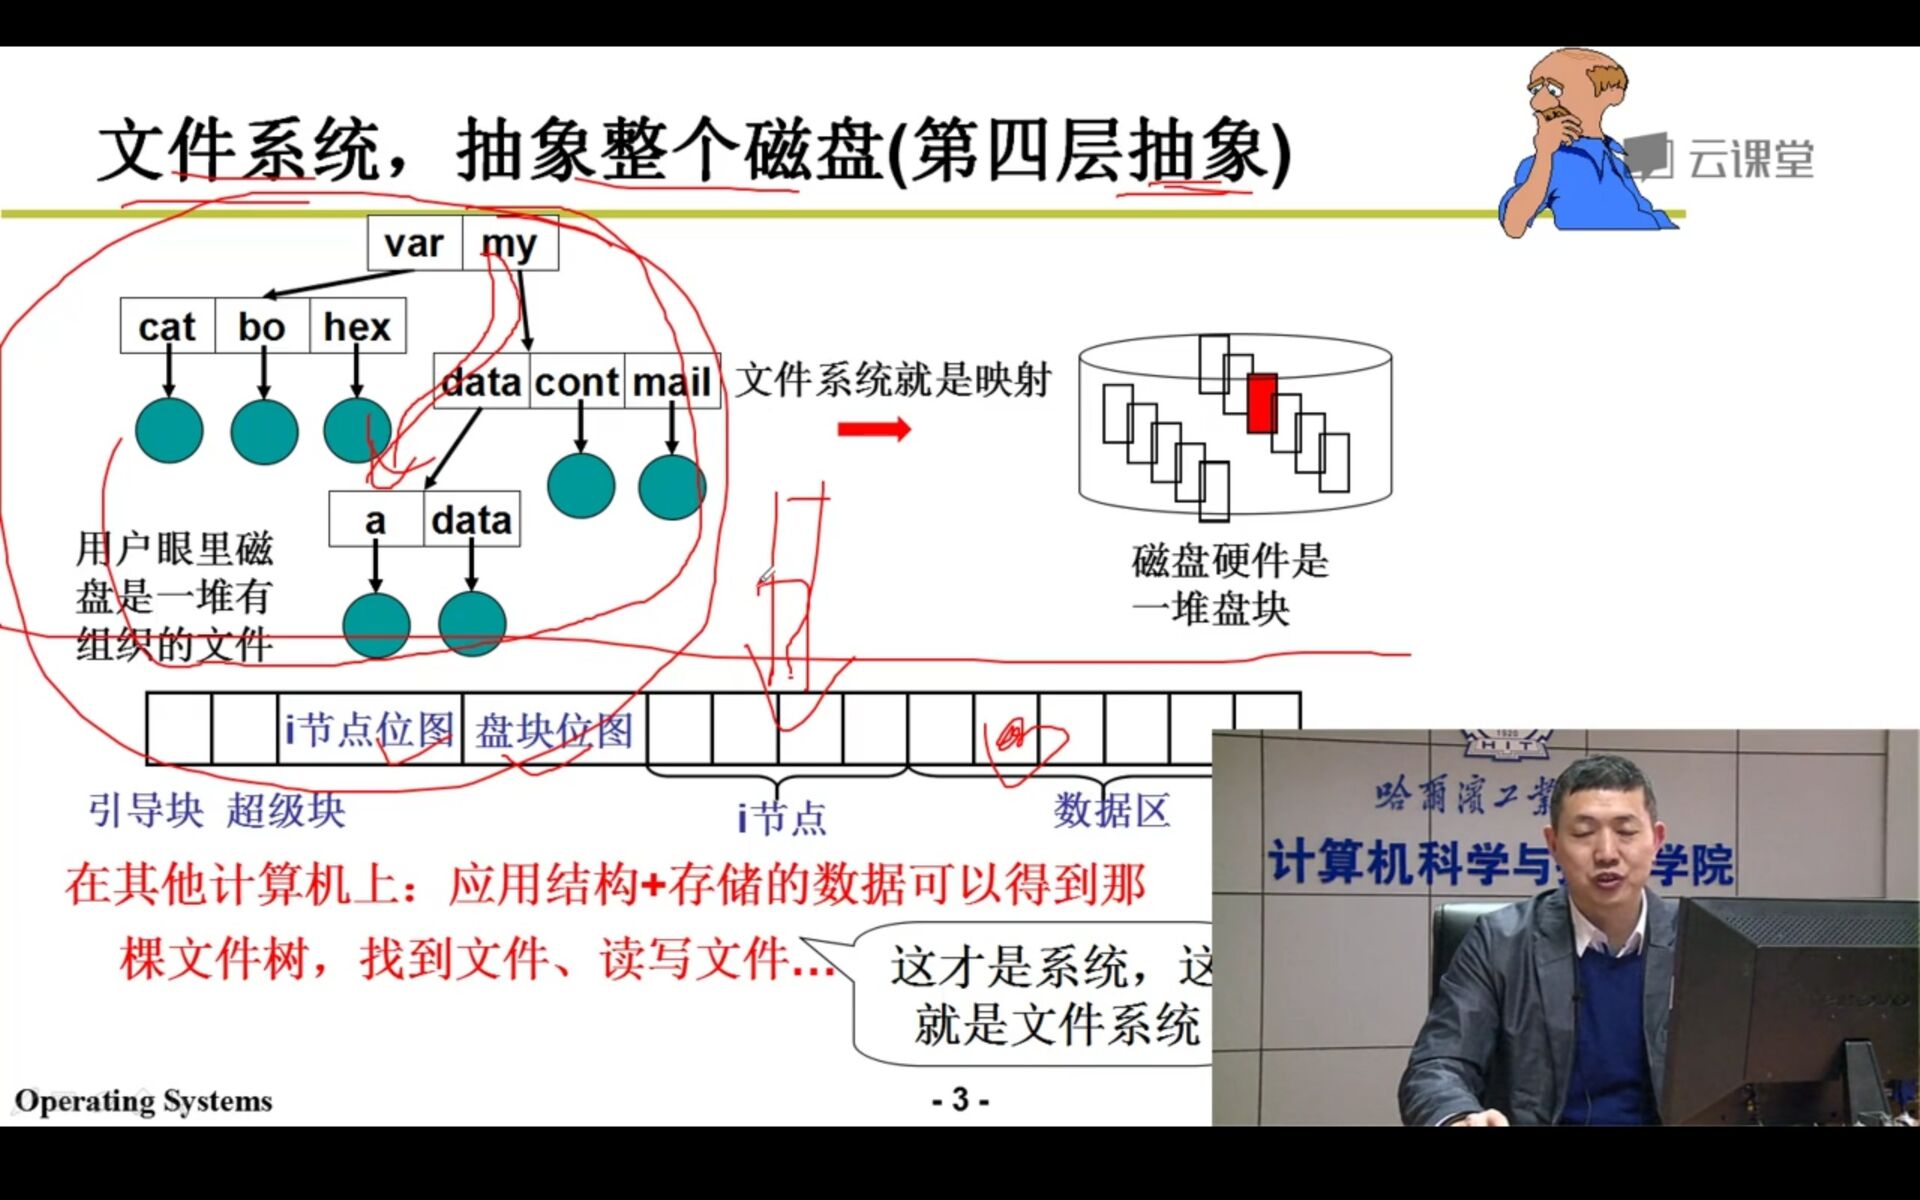 文件系统，抽象整个磁盘(第四层抽象)
云课堂
var my
cat bo hex
data cont mail
文件系统就是映射
a data
用户眼里磁
盘是一堆有
组织的文件
磁盘硬件是
一堆盘块
i节点位图 盘块位图
引导块 超级块 i节点 数据区
在其他计算机上：应用结构+存储的数据可以得到那
棵文件树，找到文件、读写文件...
这才是系统，这
就是文件系统
1920
HIT
哈尔滨工业
计算机科学与 学院
Operating Systems
- 3 -